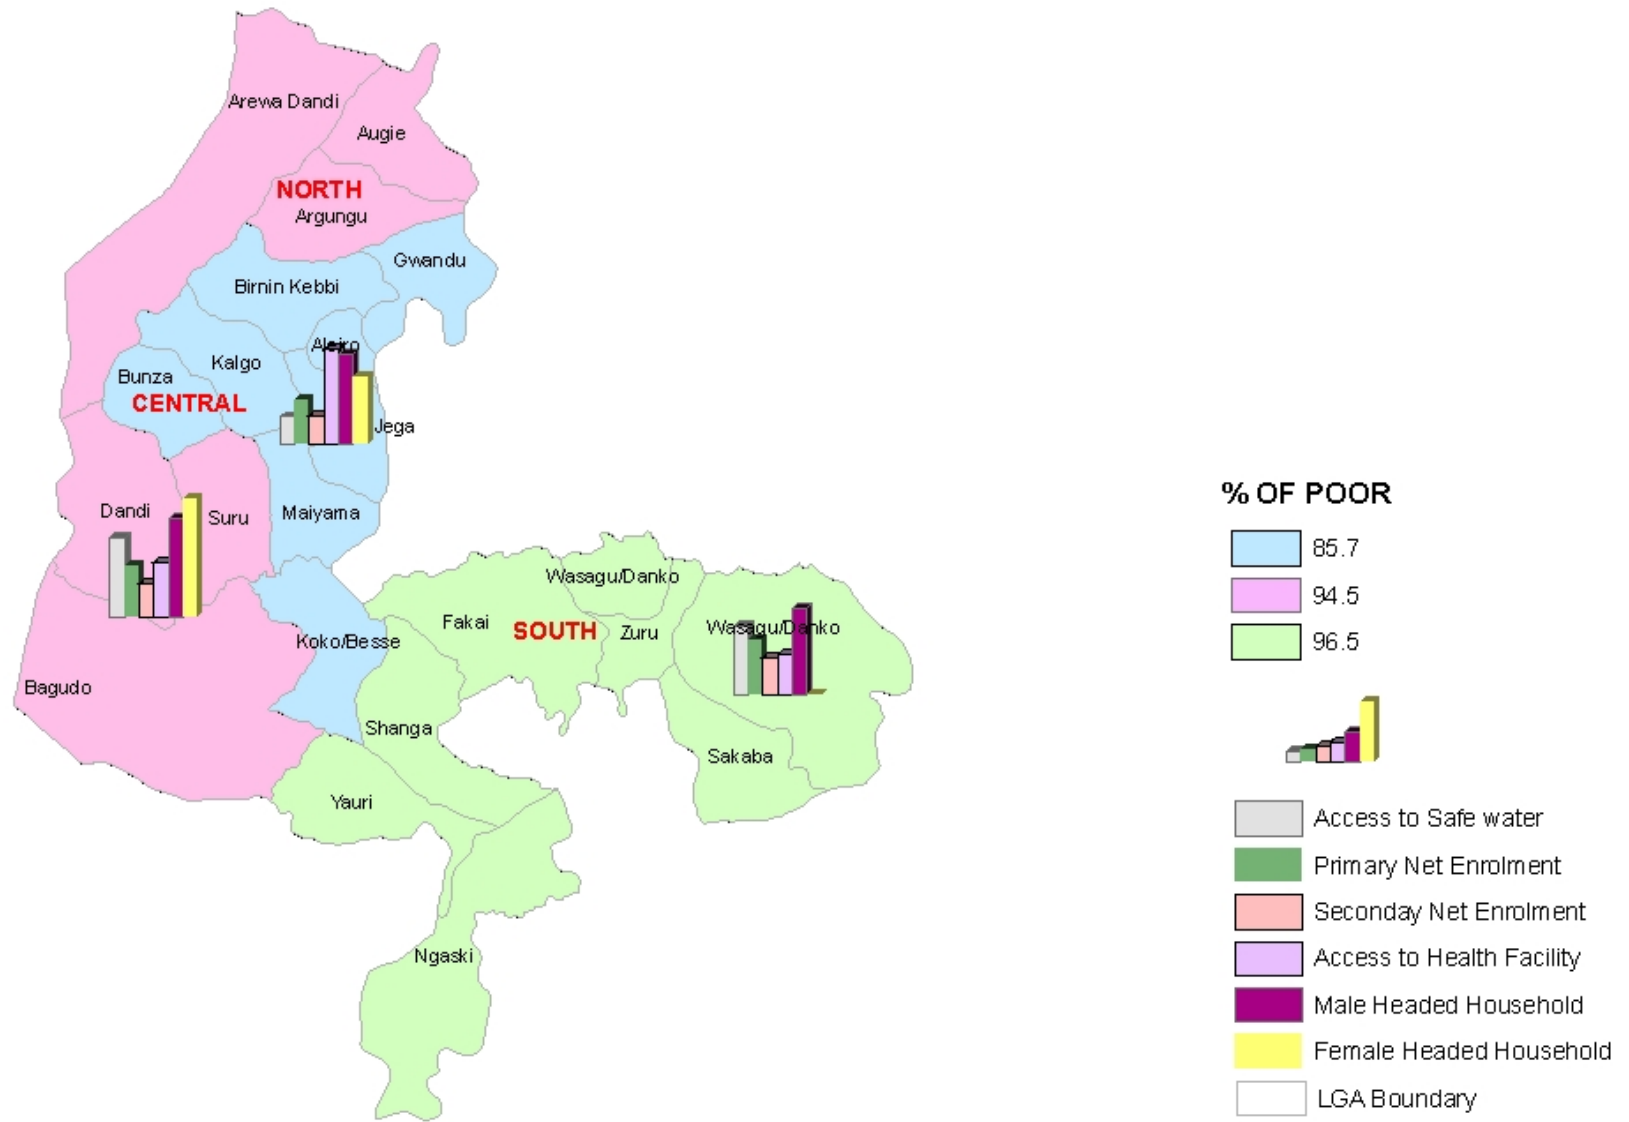 Arewa Dandi
Augie
NORTH
Argungu
Gwandu
Birnin Kebbi
Aleiro
Kalgo
Bunza
CENTRAL
Jega
Dandi
Suru
Maiyama
Wasagu/Danko
Fakai
SOUTH
Zuru
Wasagu/Danko
Koko/Besse
Bagudo
Shanga
Sakaba
Yauri
Ngaski
% OF POOR
85.7
94.5
96.5
Access to Safe water
Primary Net Enrolment
Seconday Net Enrolment
Access to Health Facility
Male Headed Household
Female Headed Household
LGA Boundary